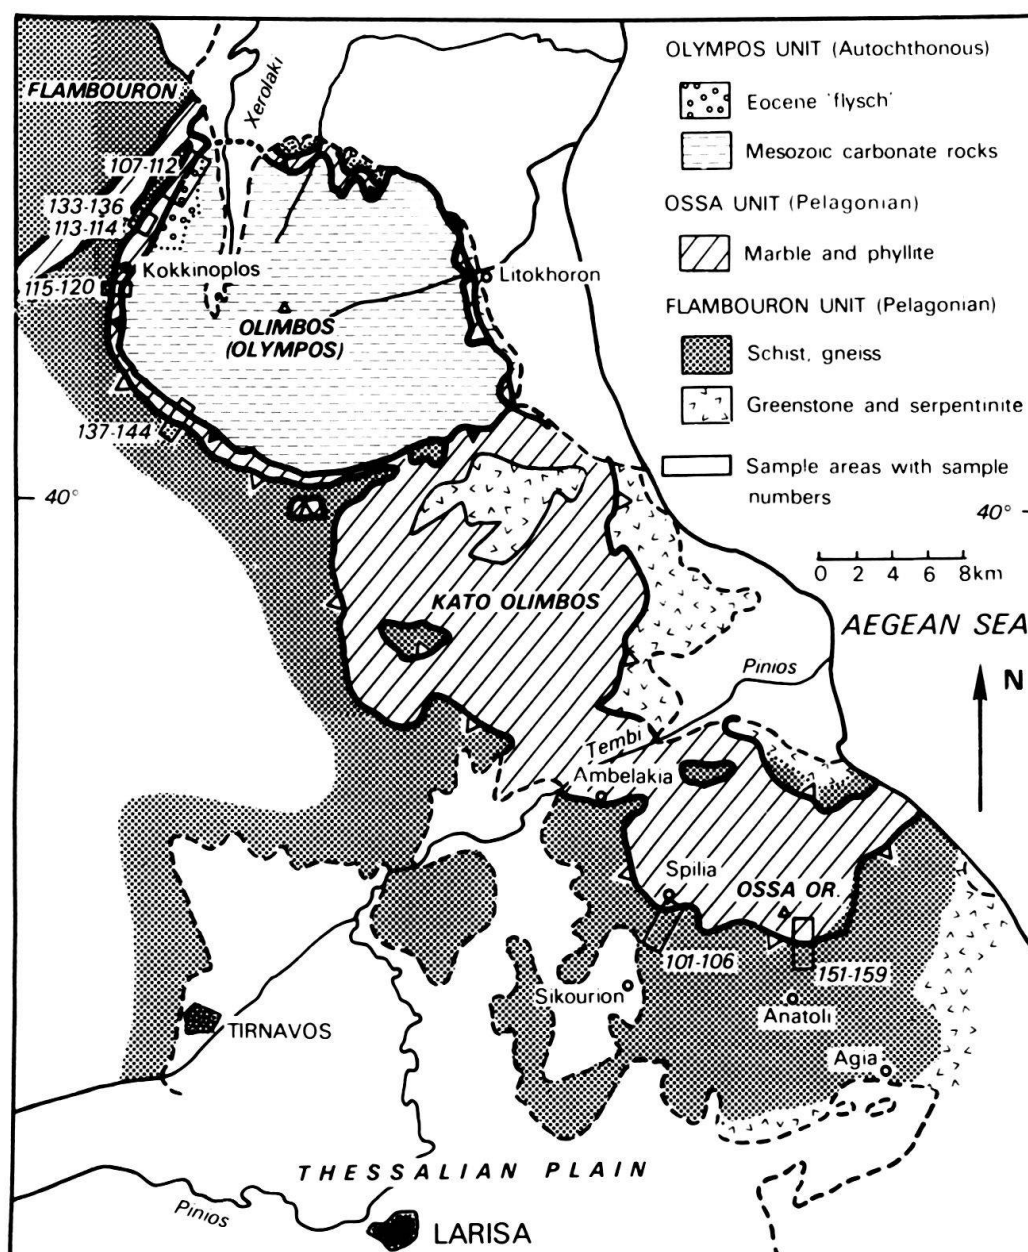 OLYMPOS UNIT (Autochthonous)
Eocene 'flysch'
Mesozoic carbonate rocks
OSSA UNIT (Pelagonian)
Marble and phyllite
FLAMBOURON UNIT (Pelagonian)
Schist, gneiss
Greenstone and serpentinite
Sample areas with sample
numbers
FLAMBOURON
Xerolaki
107-112
133-136
113-114
Kokkinoplos
115-120
Litokhoron
OLIMBOS
(OLYMPOS)
137-144
40°
40°
0 2 4 6 8km
KATO OLIMBOS
AEGEAN SEA
N
Pinios
Tembi
Ambelakia
Spilia
OSSA OR.
101-106
151-159
Sikourion
Anatoli
TIRNAVOS
Agia
THESSALIAN PLAIN
Pinios
LARISA